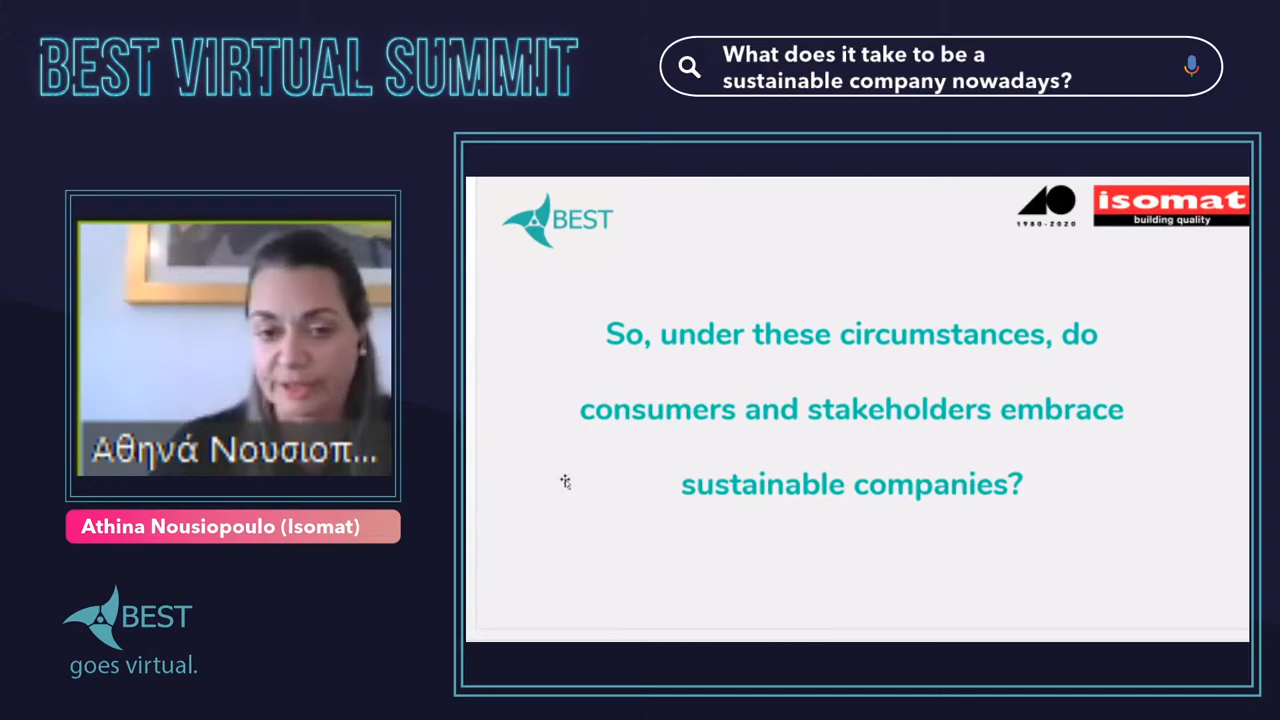 BEST VIRTUAL SUMMIT
What does it take to be a
sustainable company nowadays?
BEST
1980-2020
isomat
building quality
So, under these circumstances, do
consumers and stakeholders embrace
sustainable companies?
Αθηνά Νουσιοπ...
Athina Nousiopoulo (Isomat)
BEST
goes virtual.